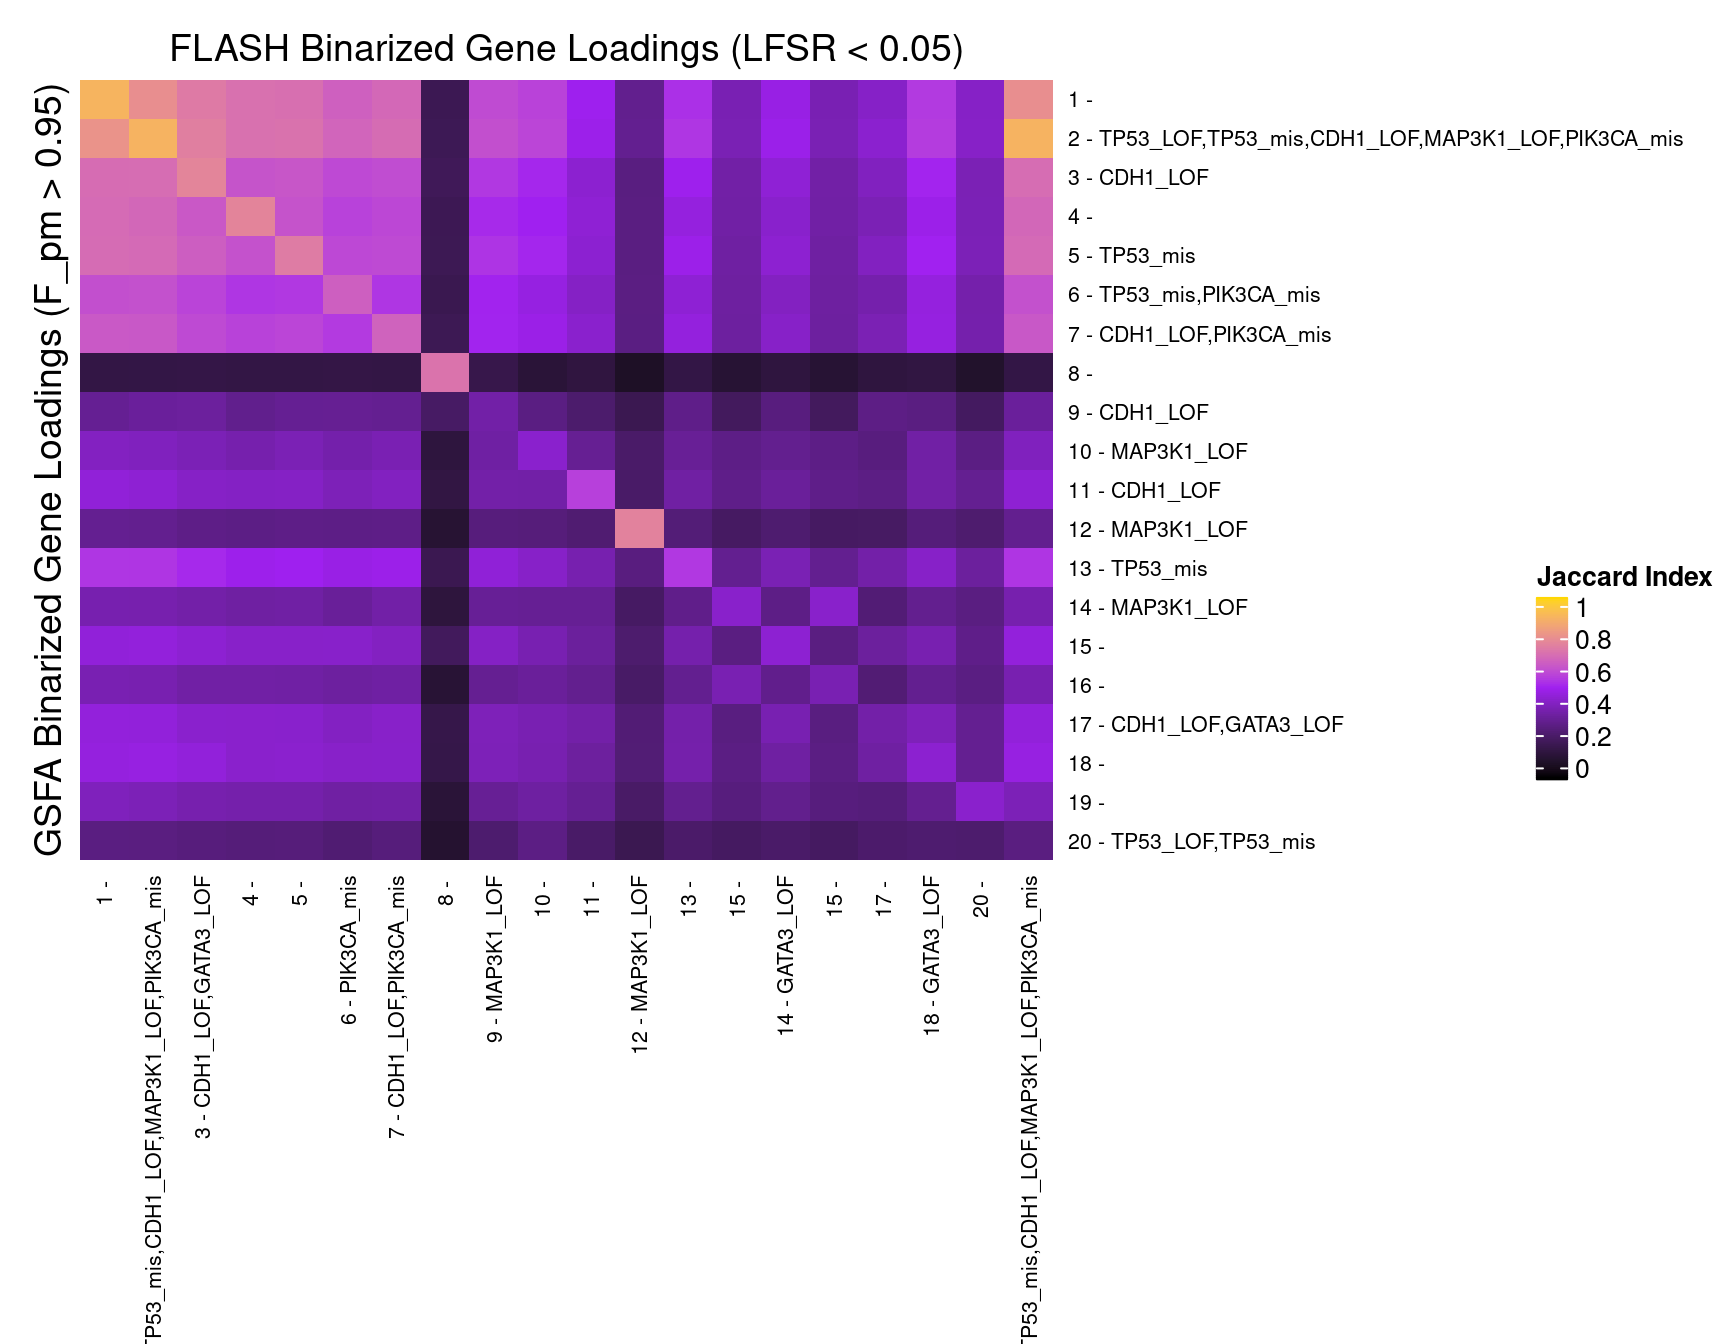 FLASH Binarized Gene Loadings (LFSR < 0.05)
GSFA Binarized Gene Loadings (F_pm > 0.95)
1 -
2 - TP53_LOF,TP53_mis,CDH1_LOF,MAP3K1_LOF,PIK3CA_mis
3 - CDH1_LOF
4 -
5 - TP53_mis
6 - TP53_mis,PIK3CA_mis
7 - CDH1_LOF,PIK3CA_mis
8 -
9 - CDH1_LOF
10 - MAP3K1_LOF
11 - CDH1_LOF
12 - MAP3K1_LOF
13 - TP53_mis
14 - MAP3K1_LOF
15 -
16 -
17 - CDH1_LOF,GATA3_LOF
18 -
19 -
20 - TP53_LOF,TP53_mis
Jaccard Index
1
0.8
0.6
0.4
0.2
0
1 -
TP53_mis,CDH1_LOF,MAP3K1_LOF,PIK3CA_mis
3 - CDH1_LOF,GATA3_LOF
4 -
5 -
6 - PIK3CA_mis
7 - CDH1_LOF,PIK3CA_mis
8 -
9 - MAP3K1_LOF
10 -
11 -
12 - MAP3K1_LOF
13 -
15 -
14 - GATA3_LOF
15 -
17 -
18 - GATA3_LOF
20 -
TP53_mis,CDH1_LOF,MAP3K1_LOF,PIK3CA_mis